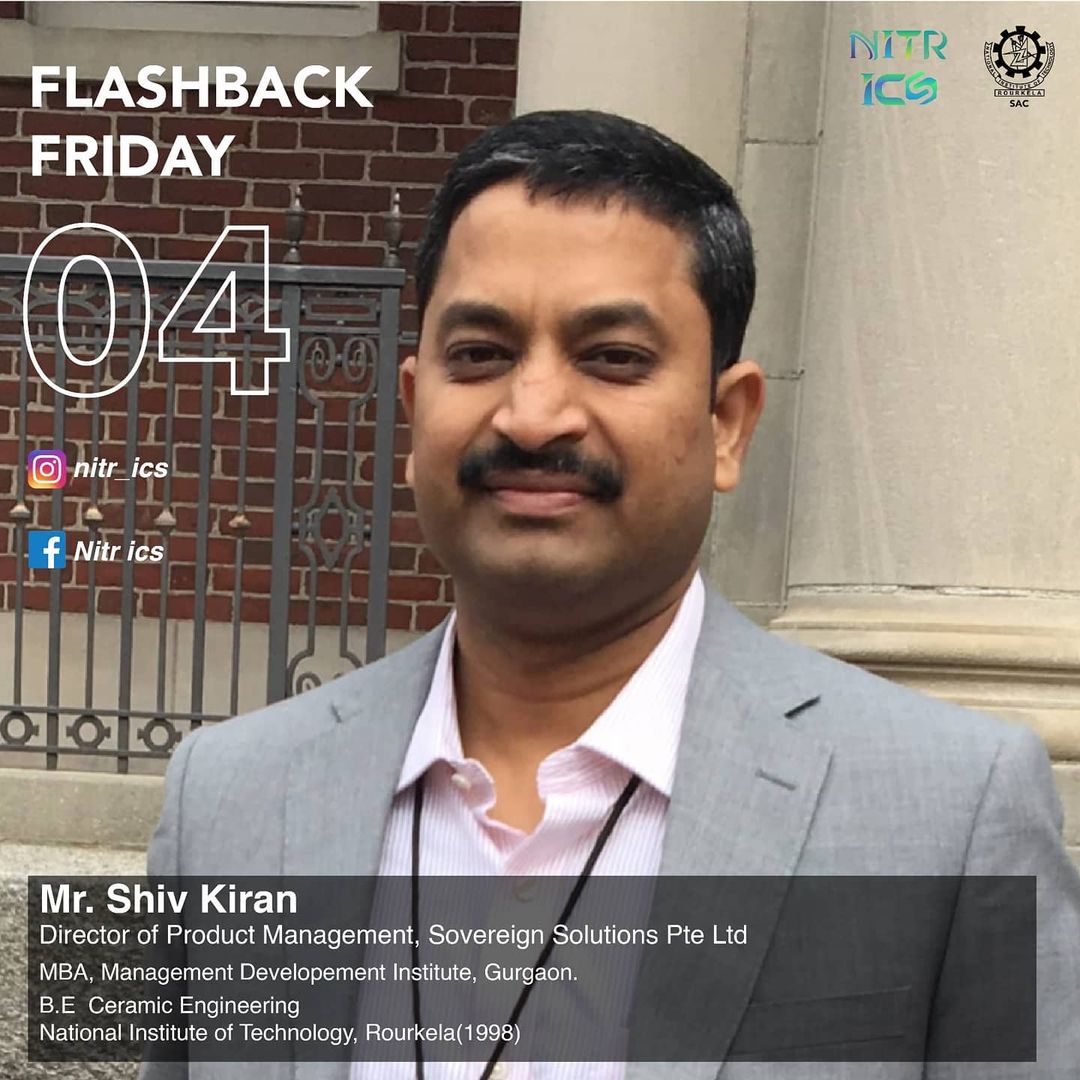 FLASHBACK
FRIDAY
04
nitr_ics
Nitr ics
NITR
ICS
ROURKELA
SAC
Mr. Shiv Kiran
Director of Product Management, Sovereign Solutions Pte Ltd
MBA, Management Developement Institute, Gurgaon.
B.E Ceramic Engineering
National Institute of Technology, Rourkela(1998)